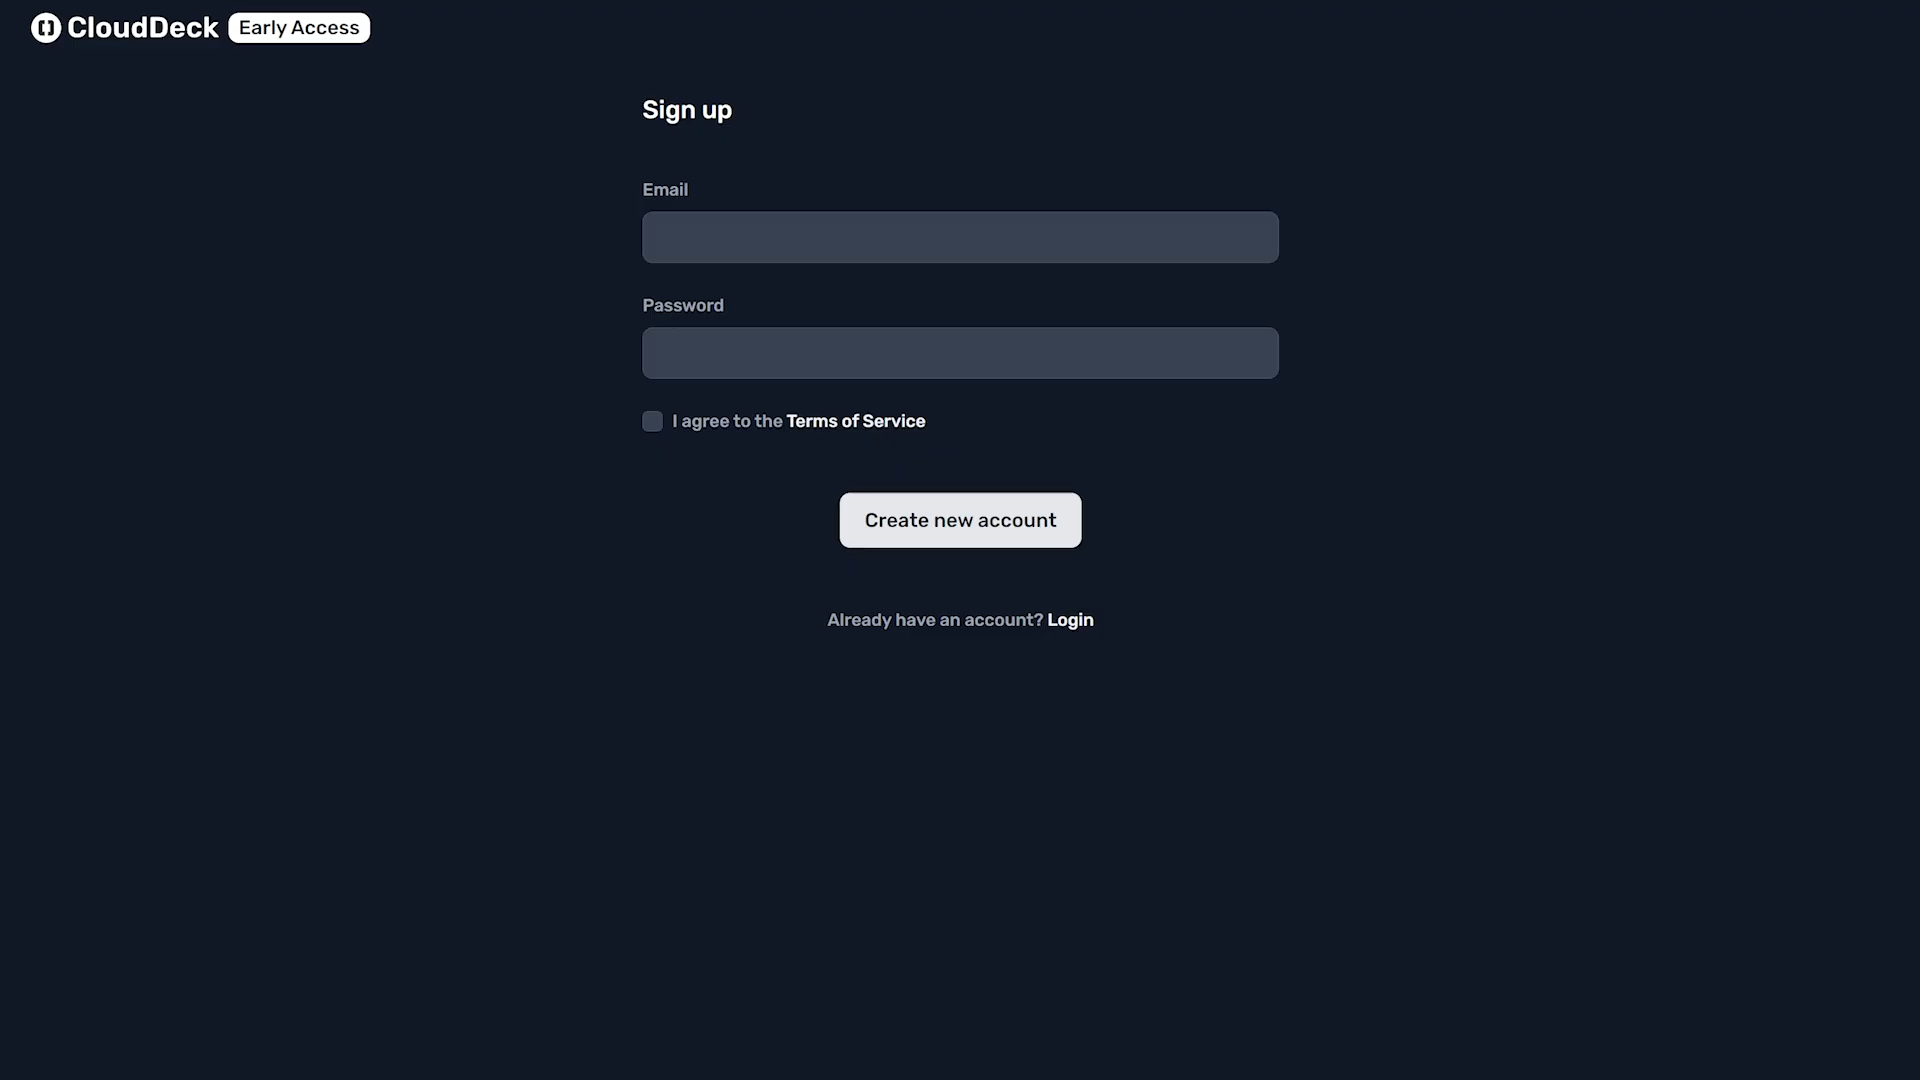 CloudDeck Early Access
Sign up
Email
Password
I agree to the Terms of Service
Create new account
Already have an account? Login